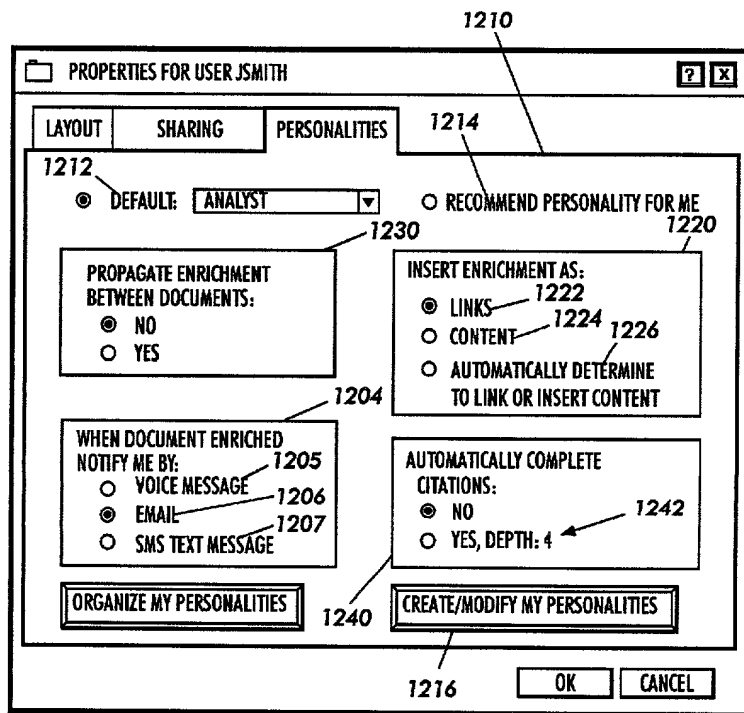 1210
PROPERTIES FOR USER JSMITH
? X
LAYOUT SHARING PERSONALITIES
1214
1212
DEFAULT: ANALYST
RECOMMEND PERSONALITY FOR ME
1230
1220
PROPAGATE ENRICHMENT
BETWEEN DOCUMENTS:
NO
YES
INSERT ENRICHMENT AS:
LINKS 1222
CONTENT 1224
1226
AUTOMATICALLY DETERMINE
TO LINK OR INSERT CONTENT
1204
WHEN DOCUMENT ENRICHED
NOTIFY ME BY:
1205
VOICE MESSAGE
1206
EMAIL
1207
SMS TEXT MESSAGE
AUTOMATICALLY COMPLETE
CITATIONS:
NO
1242
YES, DEPTH: 4
ORGANIZE MY PERSONALITIES
1240
CREATE/MODIFY MY PERSONALITIES
1216
OK CANCEL